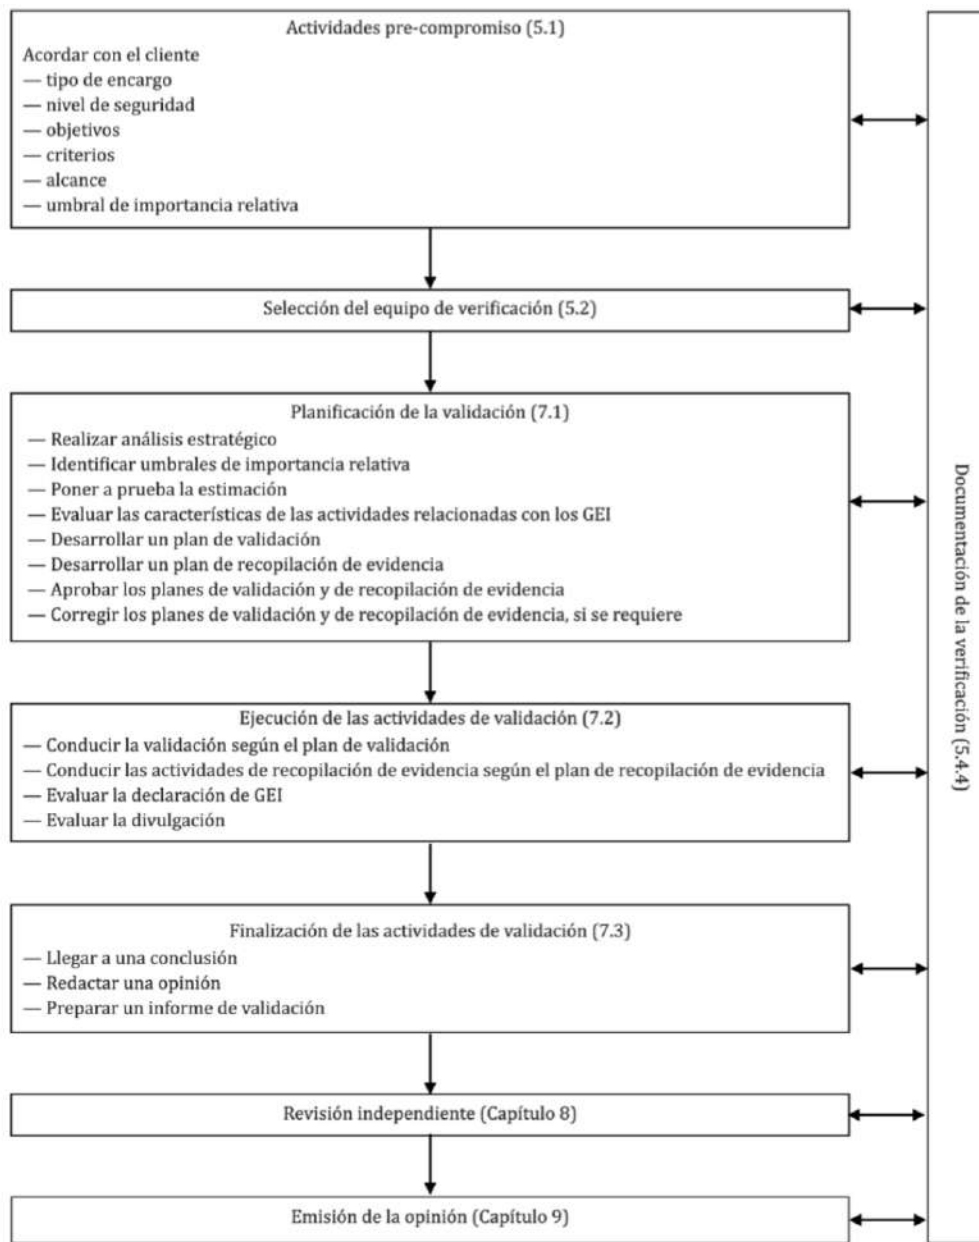 Actividades pre-compromiso (5.1)
Acordar con el cliente
— tipo de encargo
— nivel de seguridad
— objetivos
— criterios
— alcance
— umbral de importancia relativa
Selección del equipo de verificación (5.2)
Planificación de la validación (7.1)
— Realizar análisis estratégico
— Identificar umbrales de importancia relativa
— Poner a prueba la estimación
— Evaluar las características de las actividades relacionadas con los GEI
— Desarrollar un plan de validación
— Desarrollar un plan de recopilación de evidencia
— Aprobar los planes de validación y de recopilación de evidencia
— Corregir los planes de validación y de recopilación de evidencia, si se requiere
Ejecución de las actividades de validación (7.2)
— Conducir la validación según el plan de validación
— Conducir las actividades de recopilación de evidencia según el plan de recopilación de evidencia
— Evaluar la declaración de GEI
— Evaluar la divulgación
Finalización de las actividades de validación (7.3)
— Llegar a una conclusión
— Redactar una opinión
— Preparar un informe de validación
Revisión independiente (Capítulo 8)
Emisión de la opinión (Capítulo 9)
Documentación de la verificación (5.4.4)